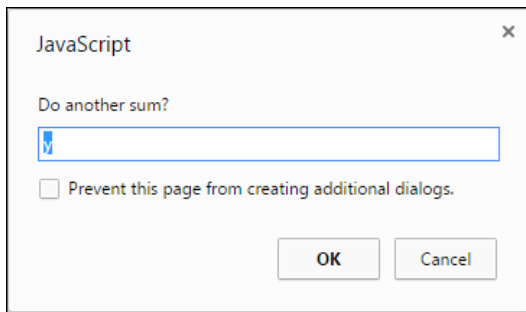 JavaScript
Do another sum?
y
Prevent this page from creating additional dialogs.
OK Cancel